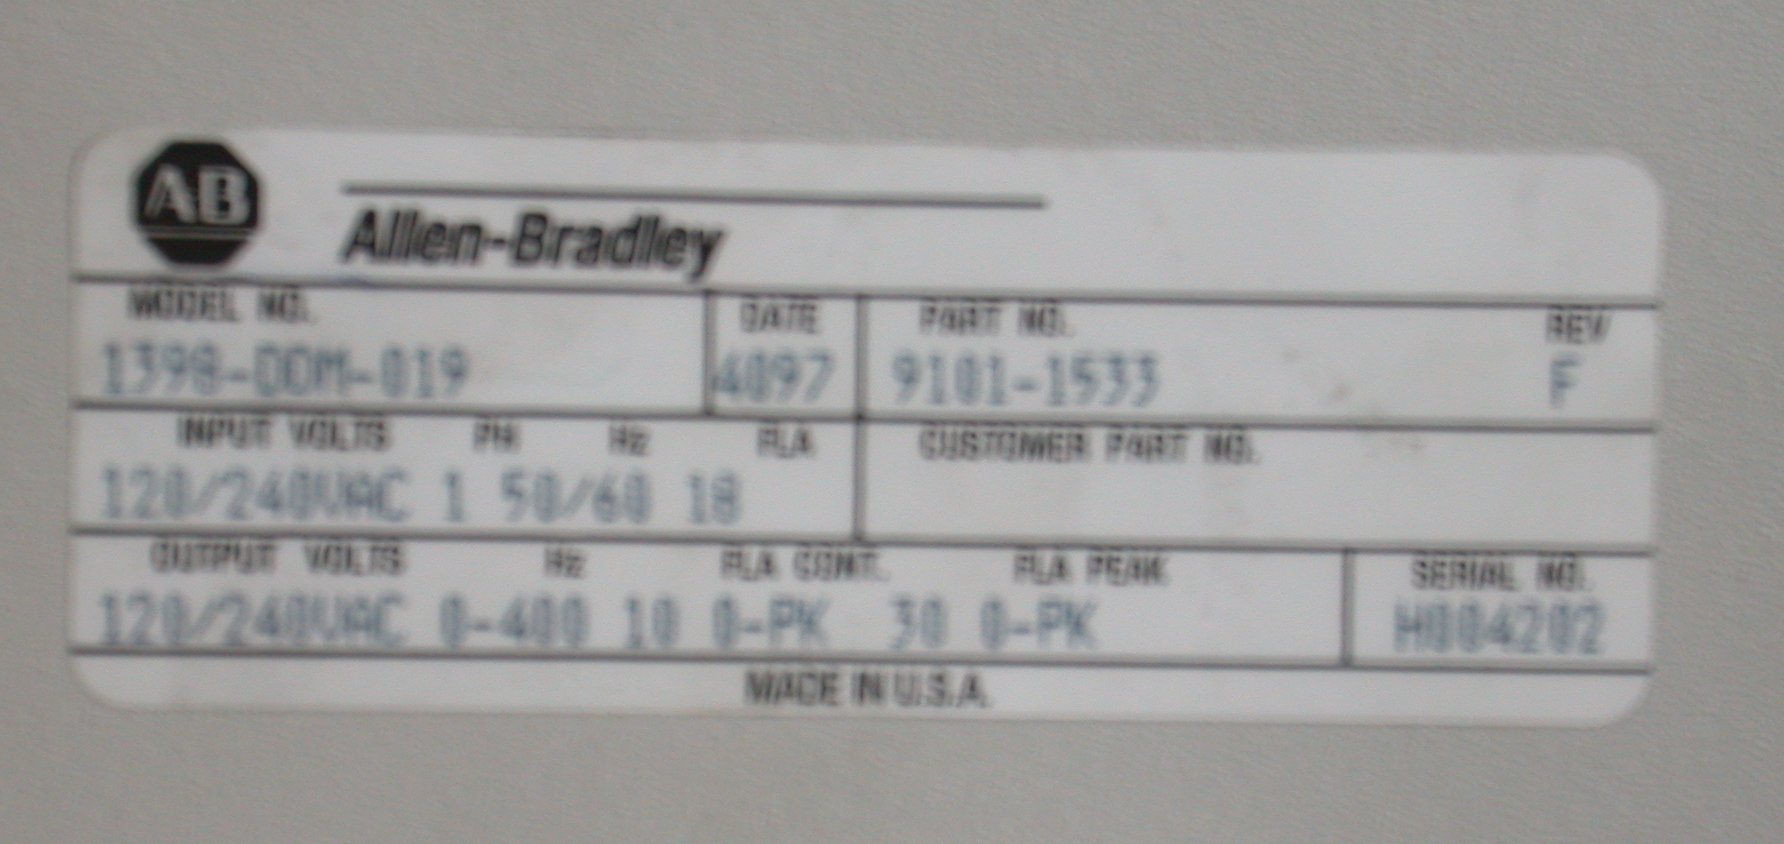 AB
Allen-Bradley
MODEL NO. DATE PART NO. REV
1398-DDM-019 4097 9101-1533 F
INPUT VOLTS PH Hz FLA CUSTOMER PART NO.
120/240VAC 1 50/60 18
OUTPUT VOLTS Hz FLA CONT. FLA PEAK SERIAL NO.
120/240VAC 0-400 10 0-PK 30 0-PK H004202
MADE IN U.S.A.